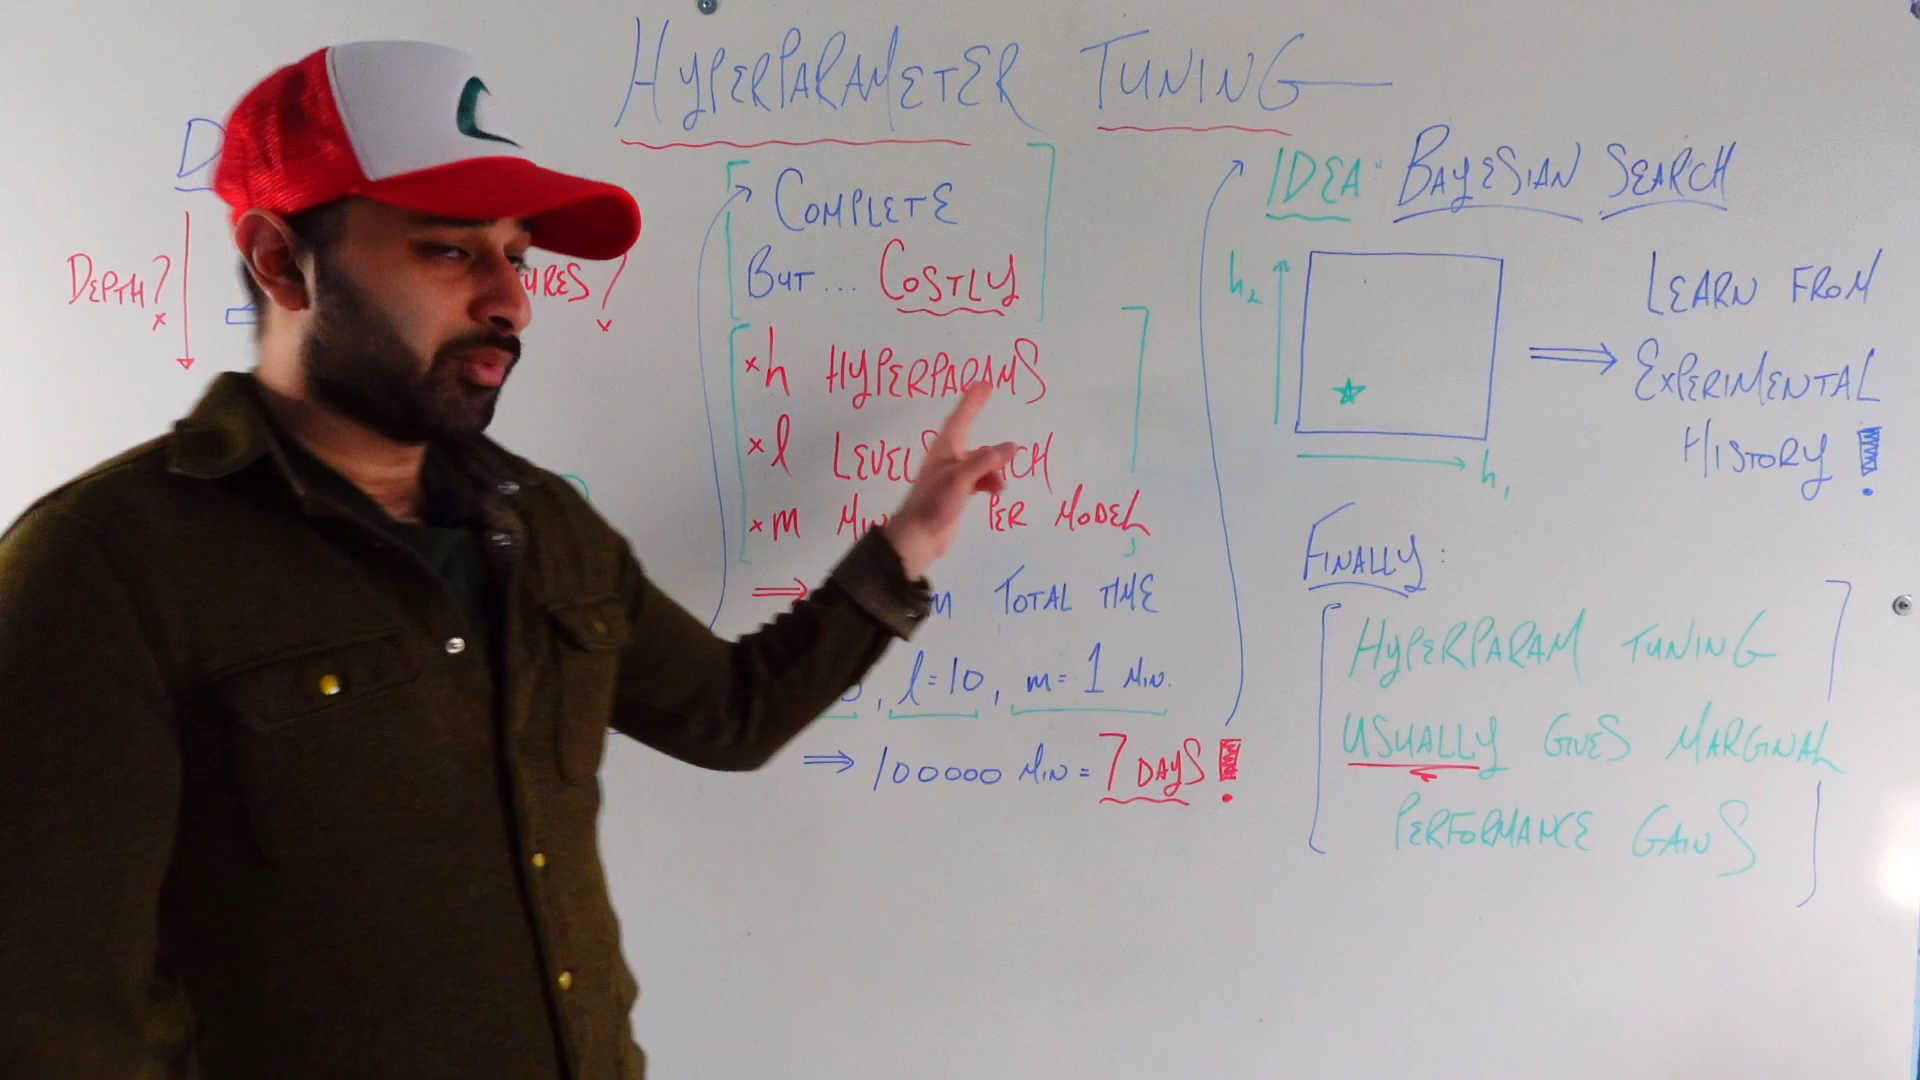 HYPERPARAMETER TUNING
DEPTH?
COMPLETE
BUT... COSTLY
×h HYPERPARAMS
×l
×m PER MODEL
⇒ TOTAL TIME
, l=10, m=1 MIN.
⇒ 100000 MIN = 7 DAYS!
IDEA: BAYESIAN SEARCH
h₂
h₁
⇒ LEARN FROM
EXPERIMENTAL
HISTORY!
FINALLY:
HYPERPARAM TUNING
USUALLY GIVES MARGINAL
PERFORMANCE GAINS